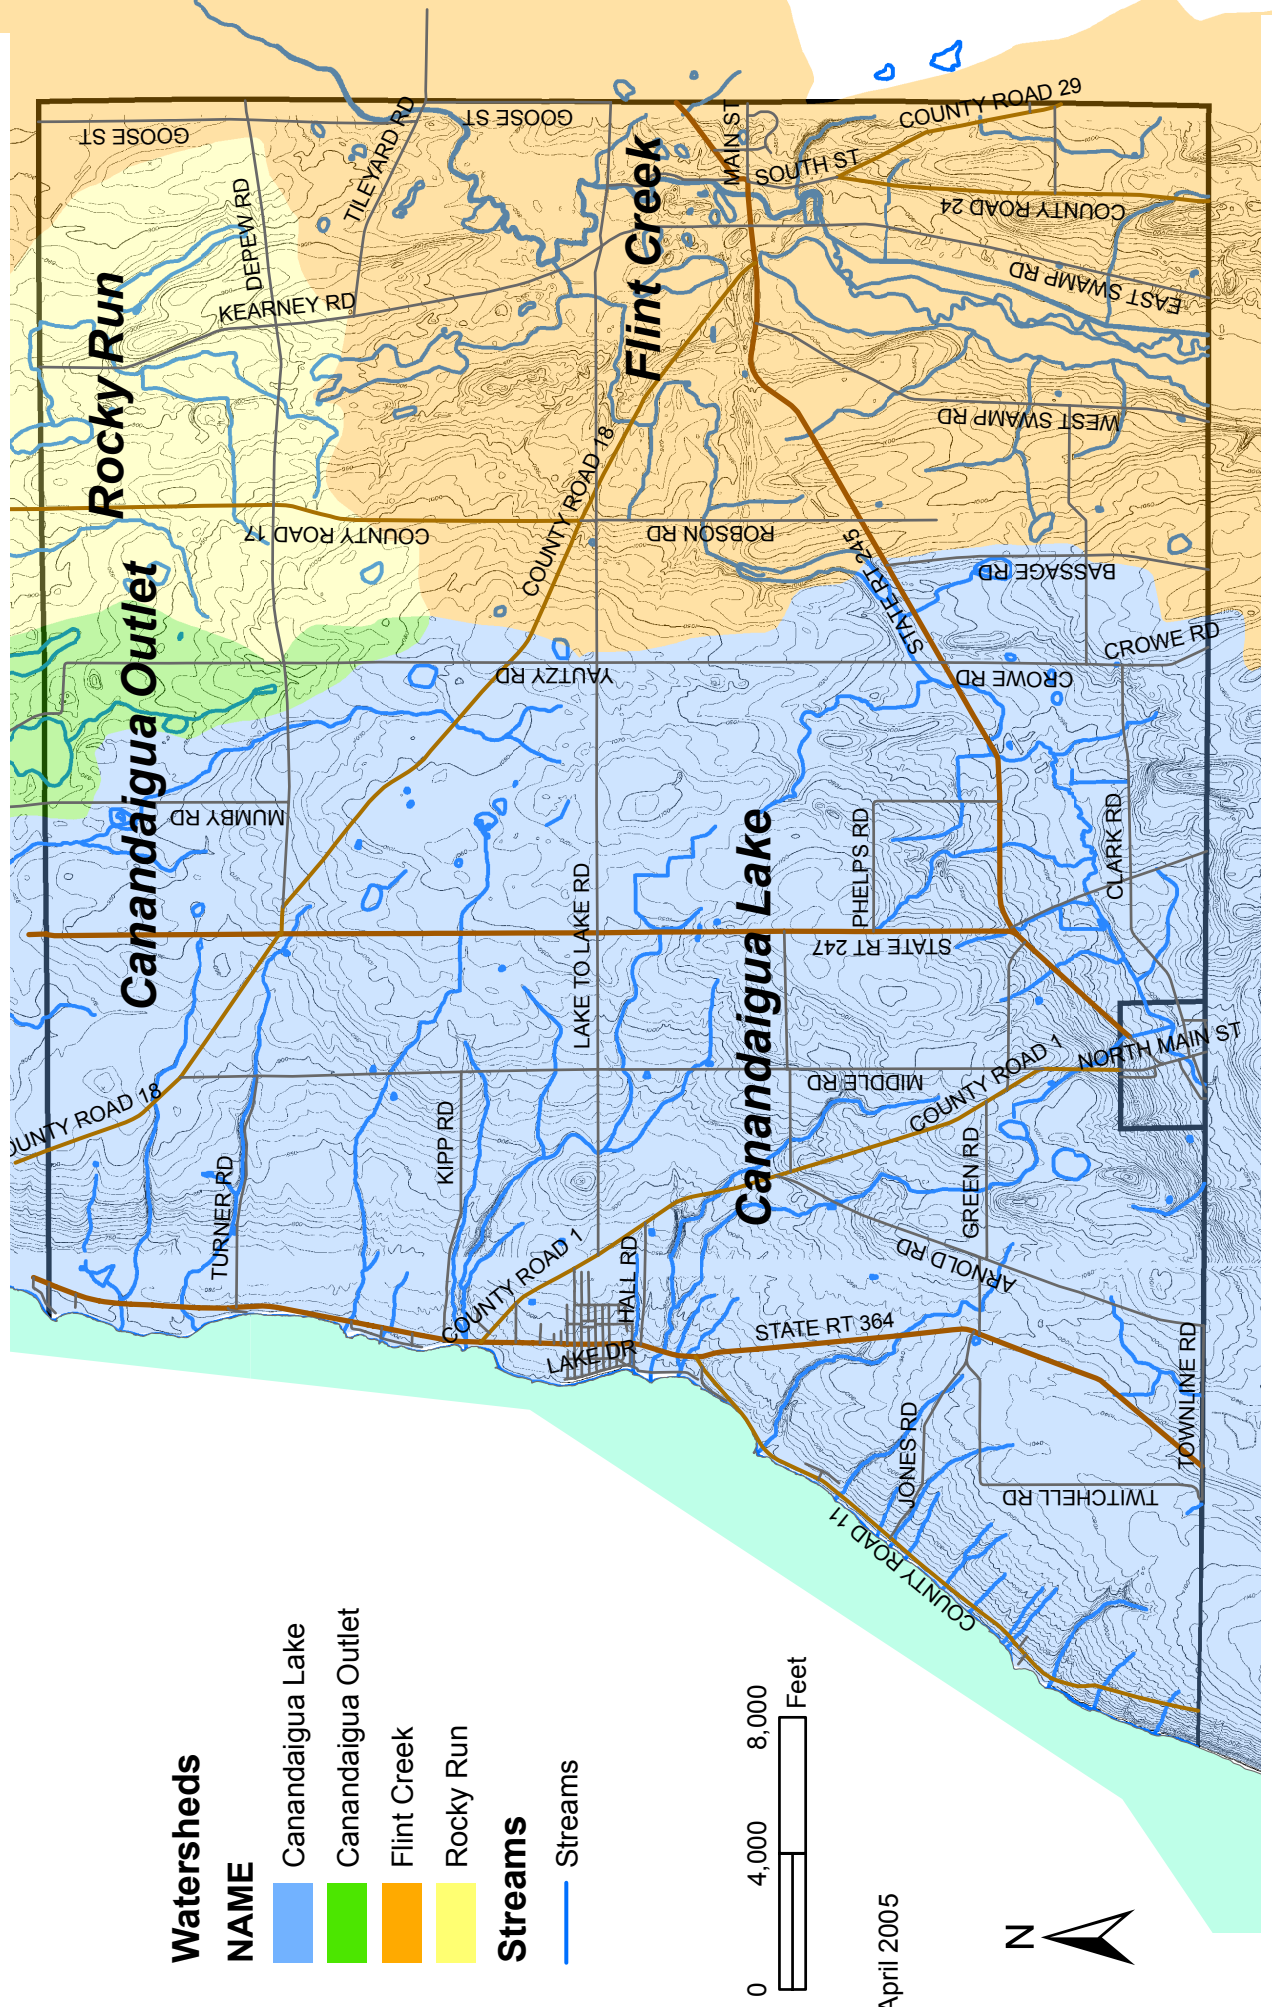 Watersheds
NAME
Canandaigua Lake
Canandaigua Outlet
Flint Creek
Rocky Run
Streams
Streams
0
4,000
8,000
Feet
April 2005
N
Rocky Run
Canandaigua Outlet
Flint Creek
Canandaigua Lake
GOOSE ST
GOOSE ST
TILEYARD RD
DEPEW RD
KEARNEY RD
MAIN ST
SOUTH ST
COUNTY ROAD 29
COUNTY ROAD 24
EAST SWAMP RD
WEST SWAMP RD
COUNTY ROAD 17
COUNTY ROAD 18
ROBSON RD
STATE RT 245
BASSAGE RD
CROWE RD
CROWE RD
YAUTZY RD
MUMBY RD
LAKE TO LAKE RD
PHELPS RD
CLARK RD
STATE RT 247
NORTH MAIN ST
MIDDLE RD
COUNTY ROAD 1
OUNTY ROAD 18
KIPP RD
TURNER RD
GREEN RD
ARNOLD RD
COUNTY ROAD 1
HALL RD
LAKE DR
STATE RT 364
TOWNLINE RD
JONES RD
TWITCHELL RD
COUNTY ROAD 11